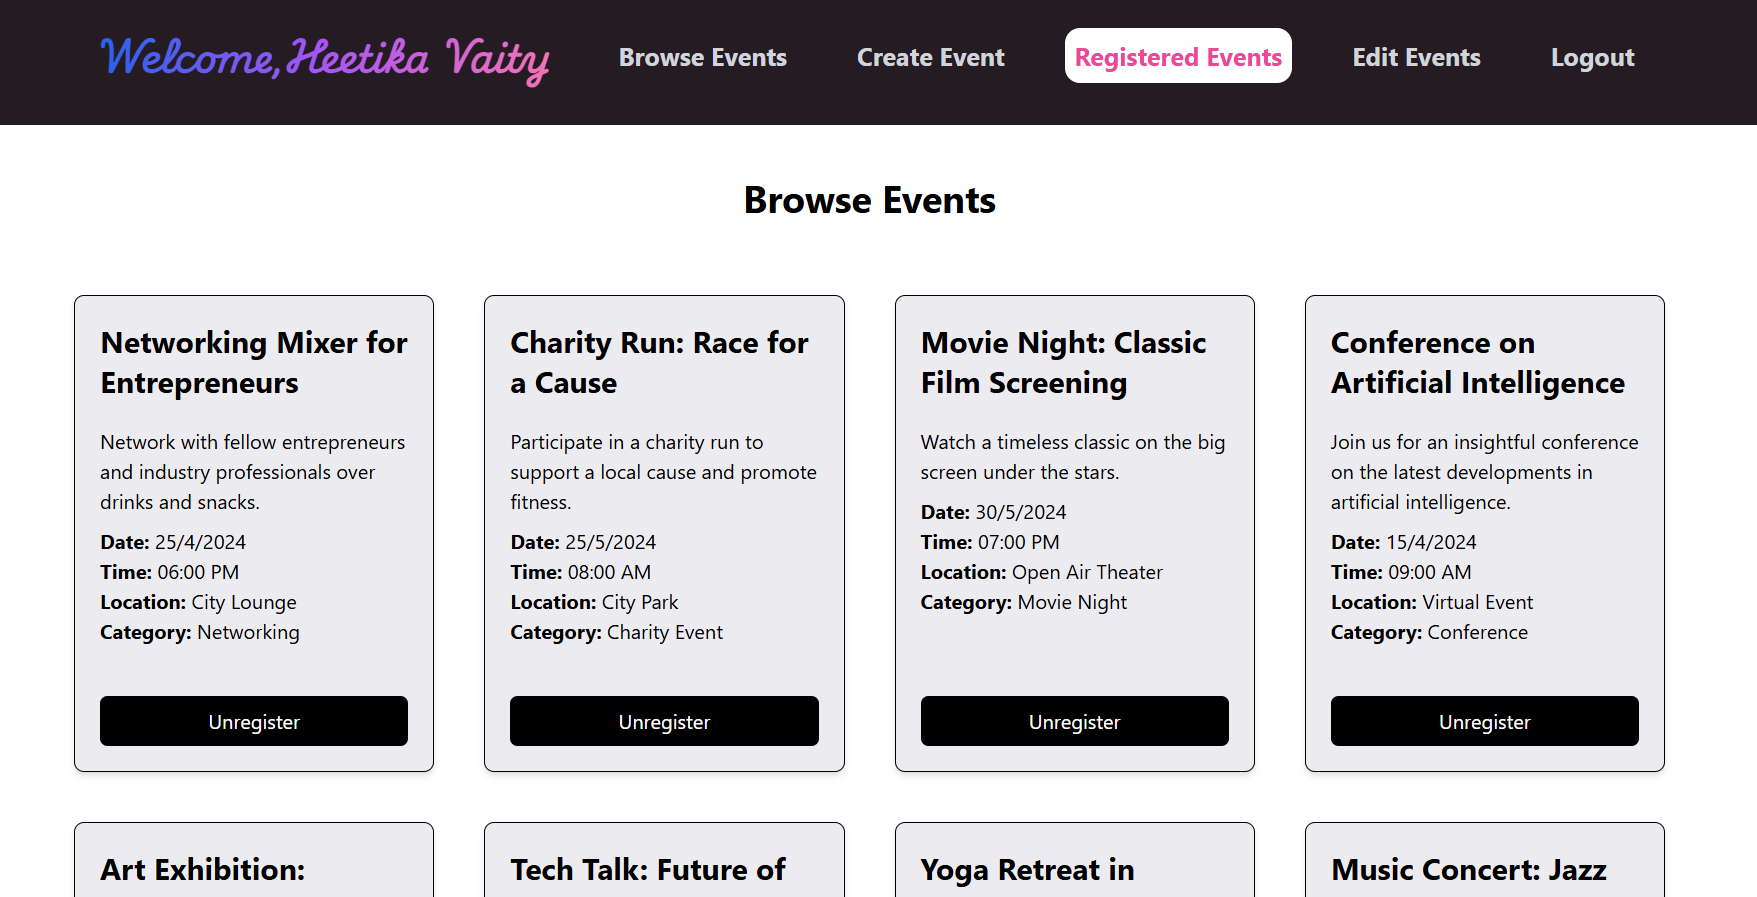 Welcome,Heetika Vaity
Browse Events
Create Event
Registered Events
Edit Events
Logout
Browse Events
Networking Mixer for
Entrepreneurs
Network with fellow entrepreneurs
and industry professionals over
drinks and snacks.
Date: 25/4/2024
Time: 06:00 PM
Location: City Lounge
Category: Networking
Unregister
Charity Run: Race for
a Cause
Participate in a charity run to
support a local cause and promote
fitness.
Date: 25/5/2024
Time: 08:00 AM
Location: City Park
Category: Charity Event
Unregister
Movie Night: Classic
Film Screening
Watch a timeless classic on the big
screen under the stars.
Date: 30/5/2024
Time: 07:00 PM
Location: Open Air Theater
Category: Movie Night
Unregister
Conference on
Artificial Intelligence
Join us for an insightful conference
on the latest developments in
artificial intelligence.
Date: 15/4/2024
Time: 09:00 AM
Location: Virtual Event
Category: Conference
Unregister
Art Exhibition:
Tech Talk: Future of
Yoga Retreat in
Music Concert: Jazz